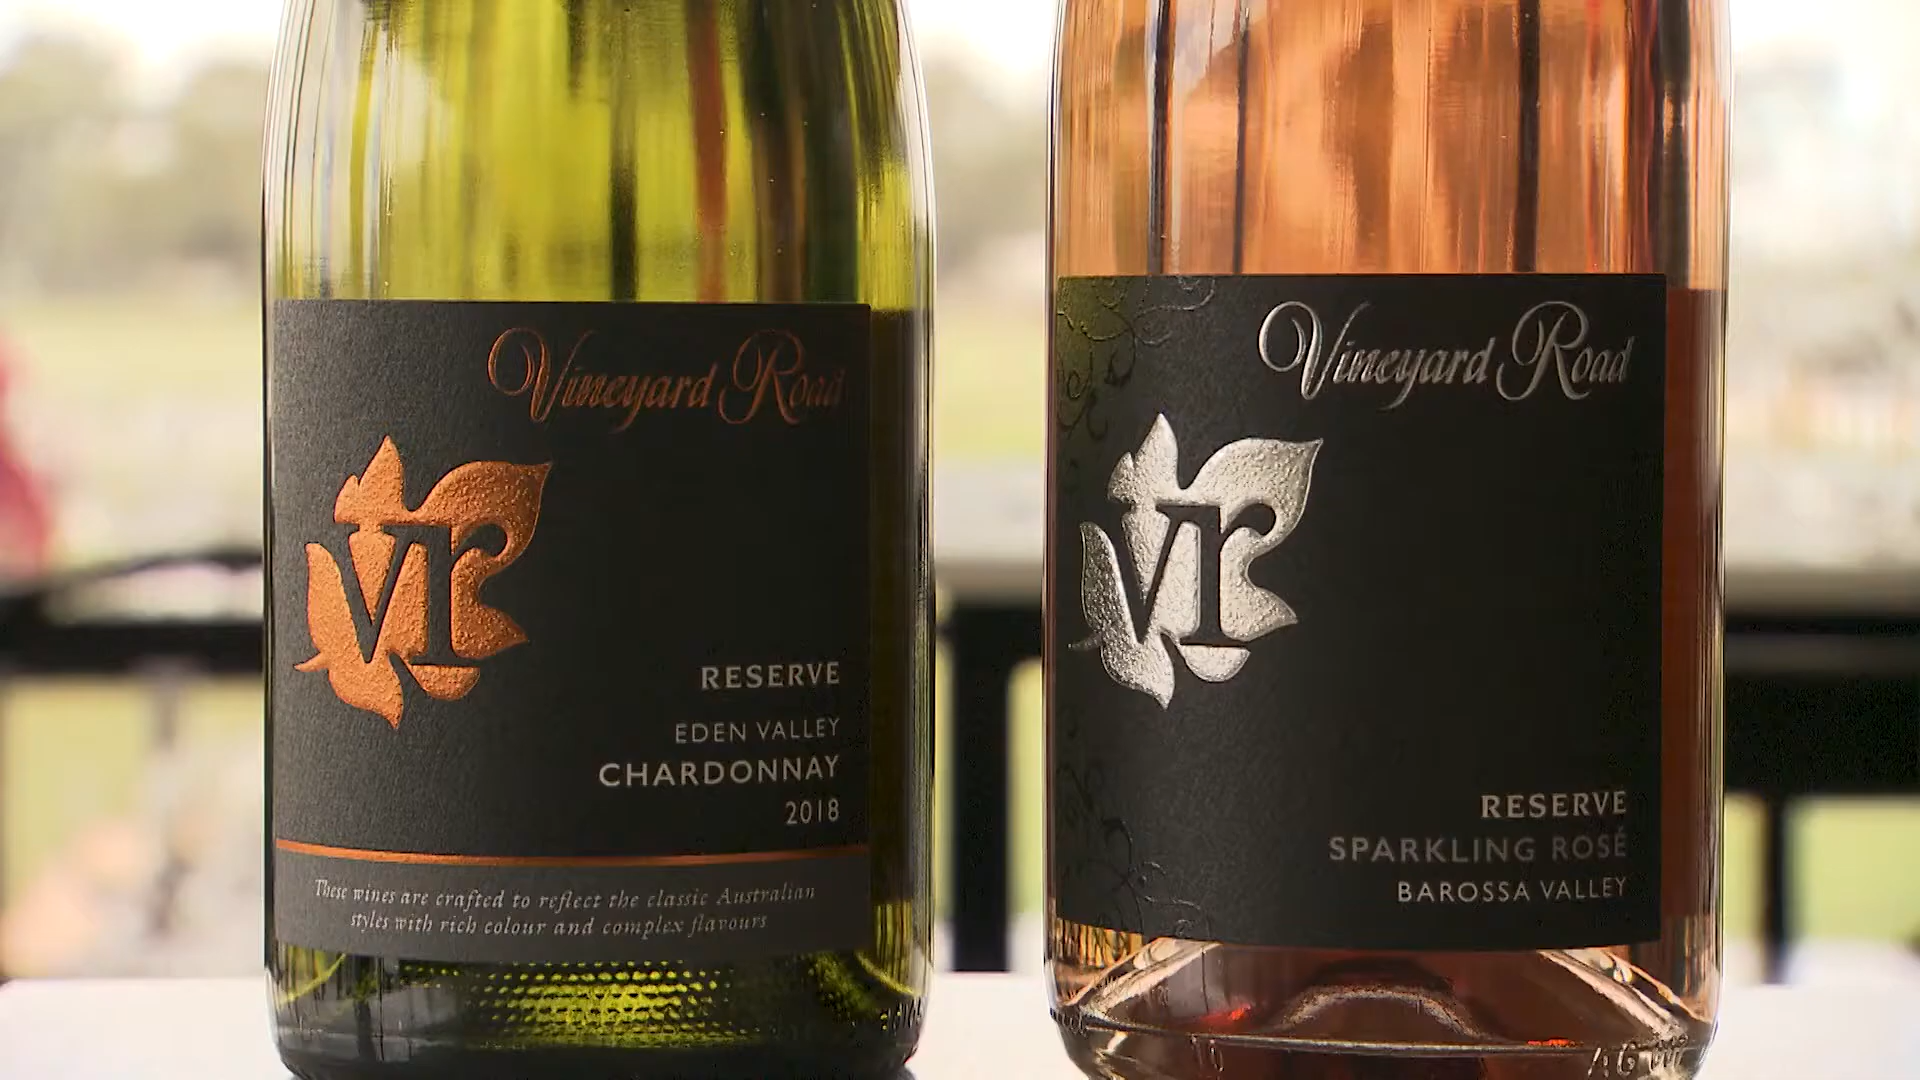 Vineyard Road
vr
RESERVE
EDEN VALLEY
CHARDONNAY
2018
These wines are crafted to reflect the classic Australian
styles with rich colour and complex flavours
Vineyard Road
vr
RESERVE
SPARKLING ROSÉ
BAROSSA VALLEY